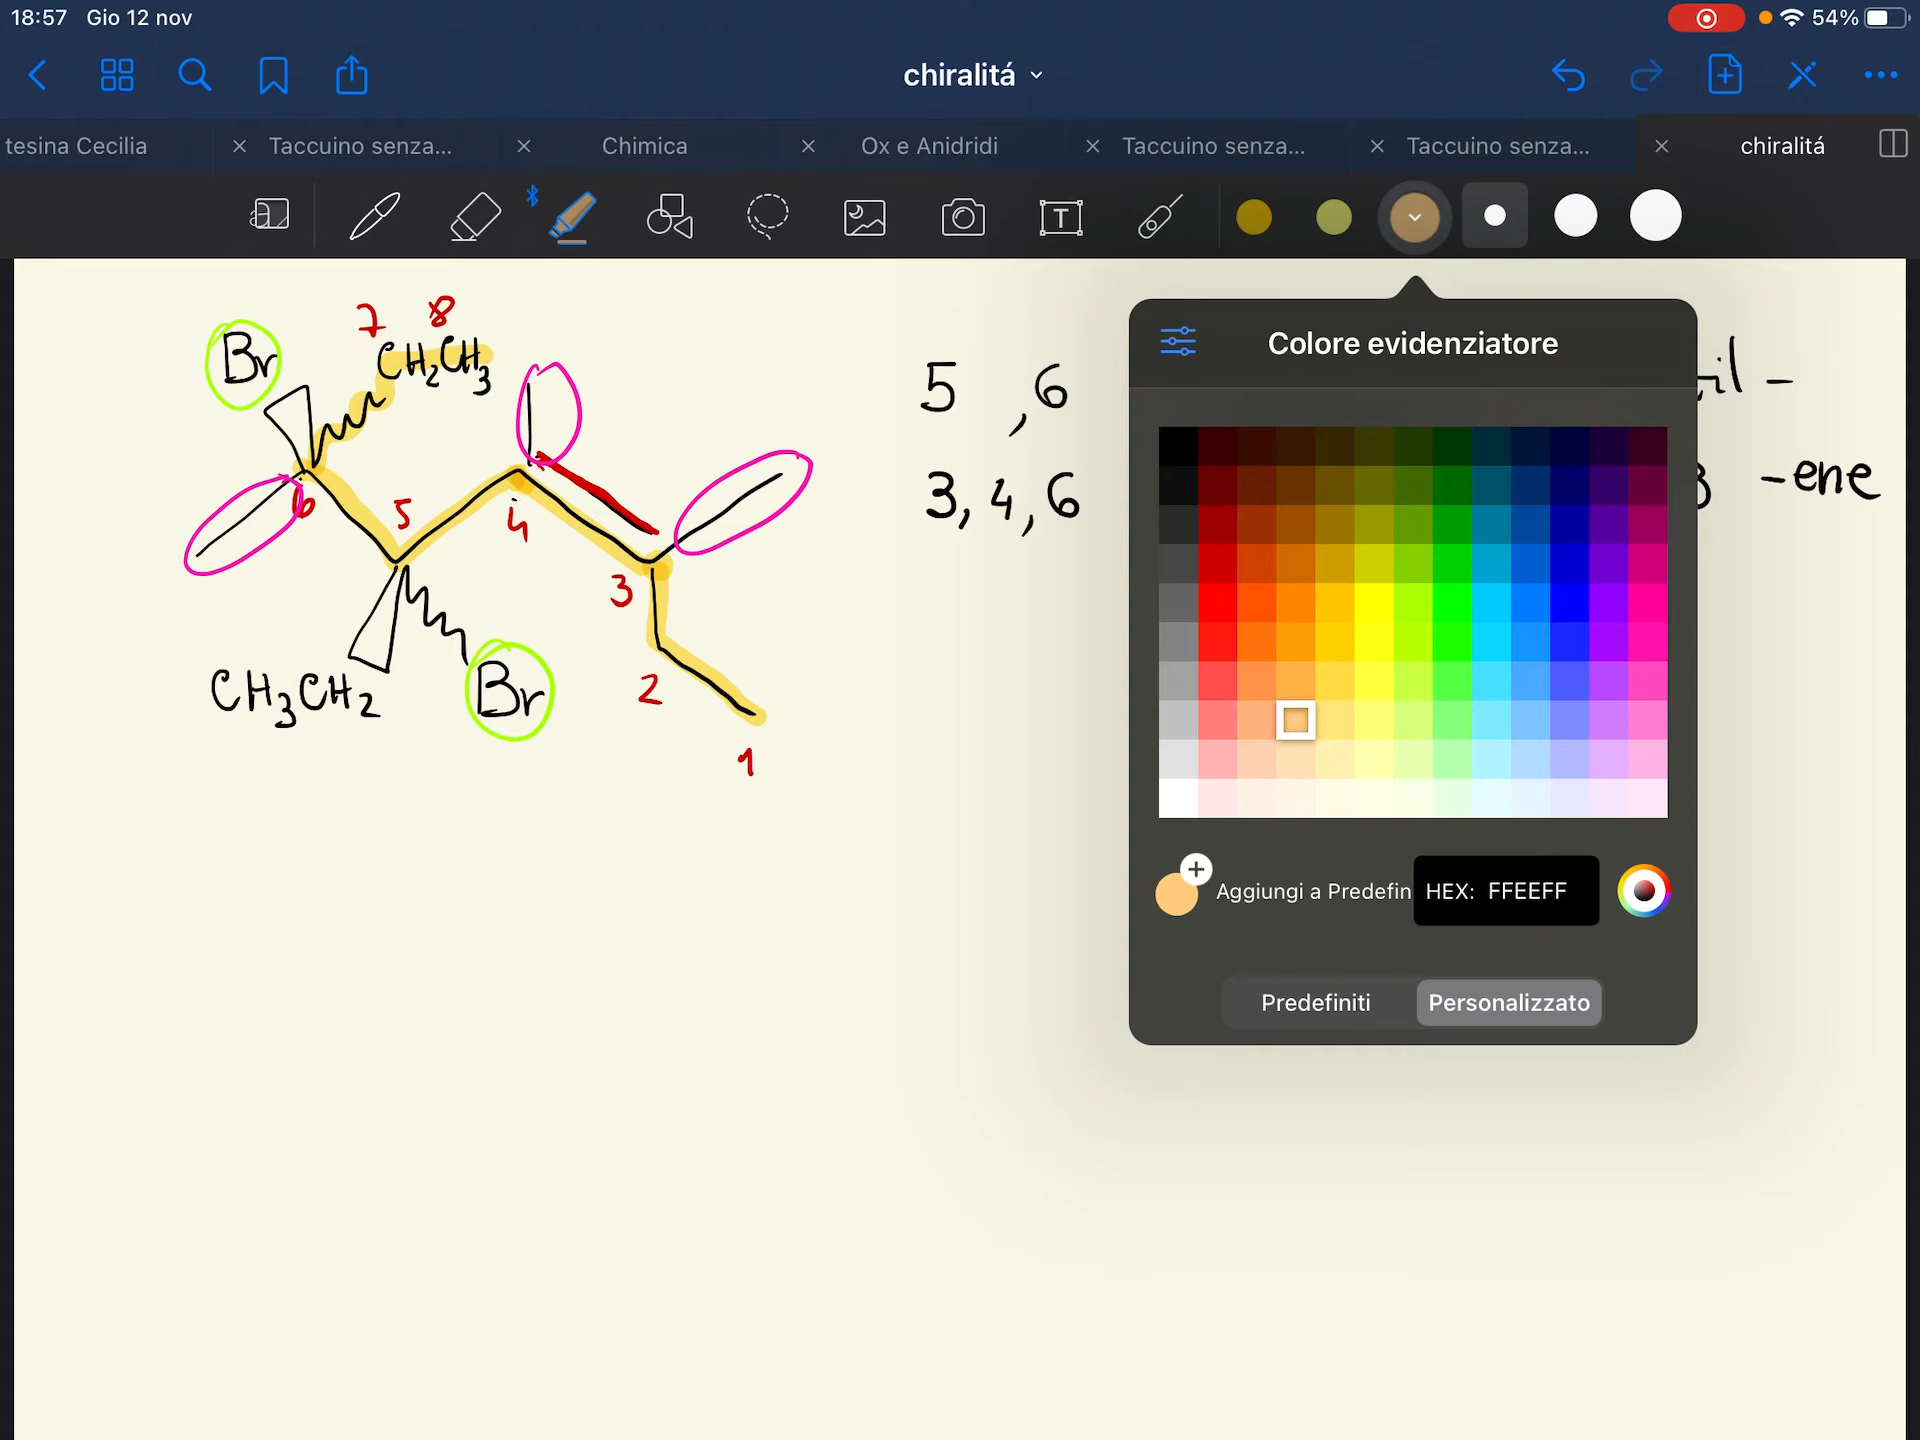 18:57 Gio 12 nov 54%
chiralitá
tesina Cecilia Taccuino senza... Chimica Ox e Anidridi Taccuino senza... Taccuino senza... chiralitá
7 8
Br CH₂CH₃
6 5 4
3
CH₃CH₂ Br 2
1
5 ,6 il -
3, 4, 6 3 -ene
Colore evidenziatore
Aggiungi a Predefin HEX: FFEEFF
Predefiniti Personalizzato